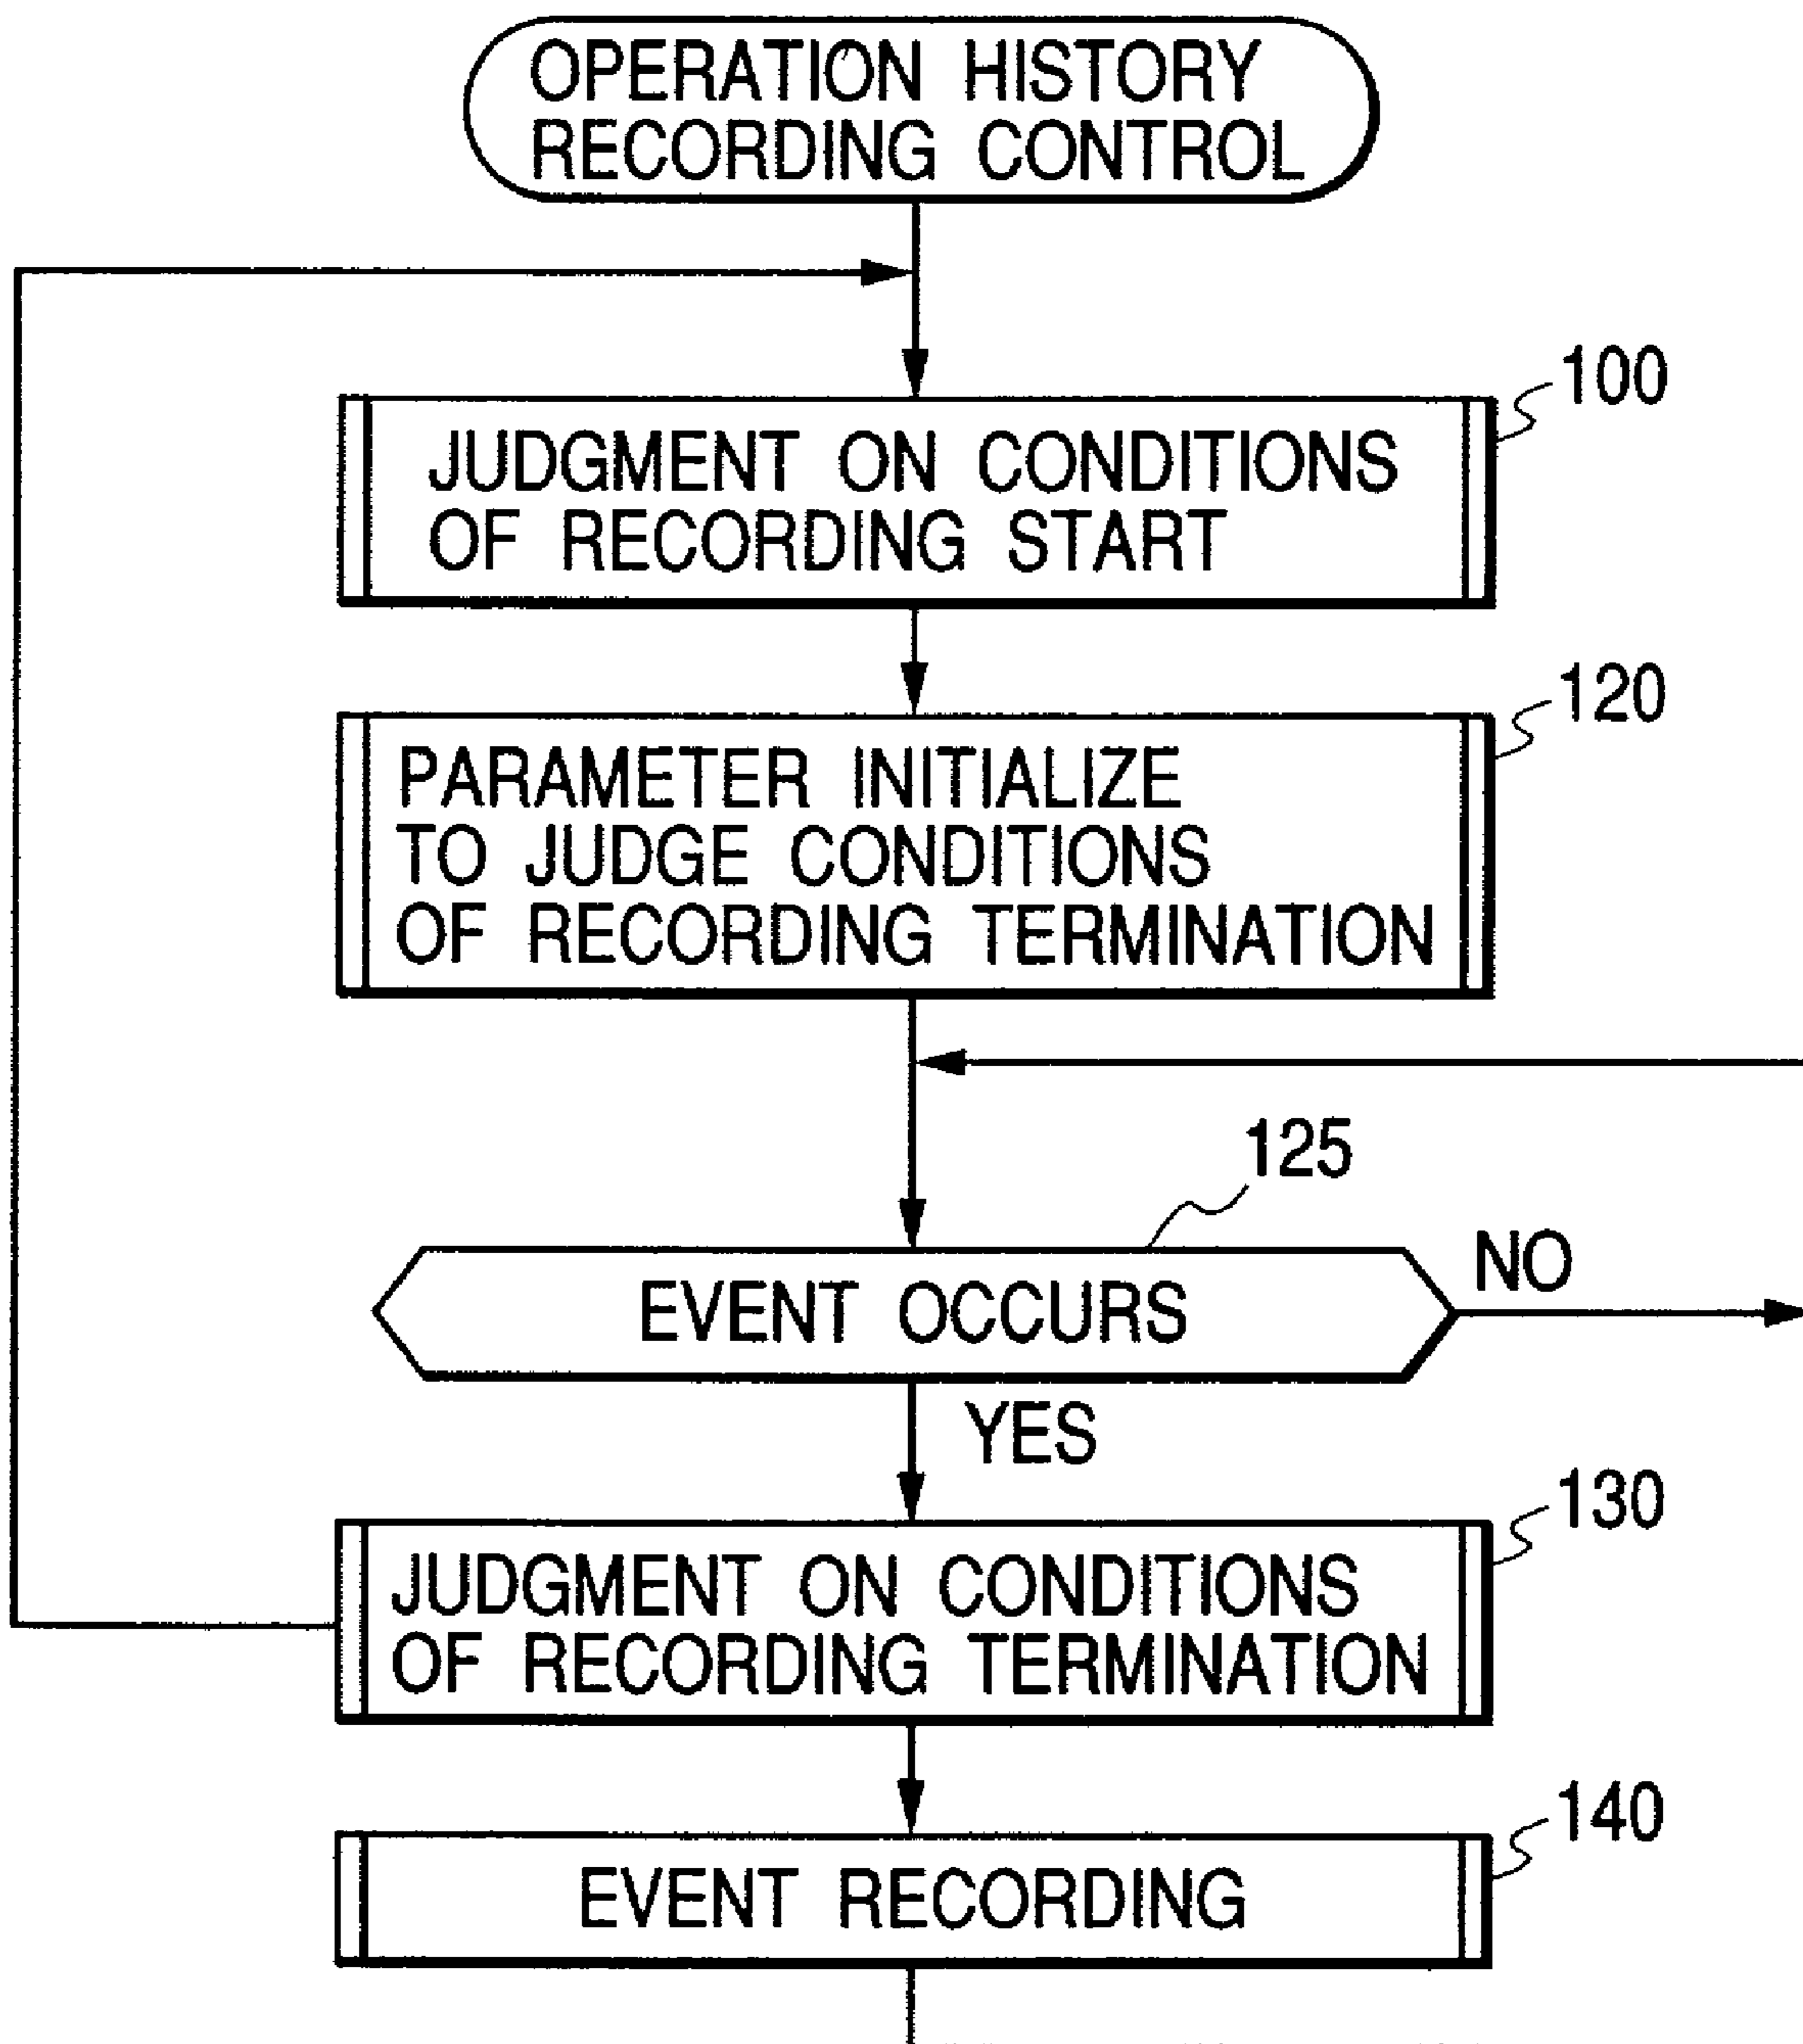 OPERATION HISTORY
RECORDING CONTROL
100
JUDGMENT ON CONDITIONS
OF RECORDING START
120
PARAMETER INITIALIZE
TO JUDGE CONDITIONS
OF RECORDING TERMINATION
125
EVENT OCCURS
NO
YES
130
JUDGMENT ON CONDITIONS
OF RECORDING TERMINATION
140
EVENT RECORDING